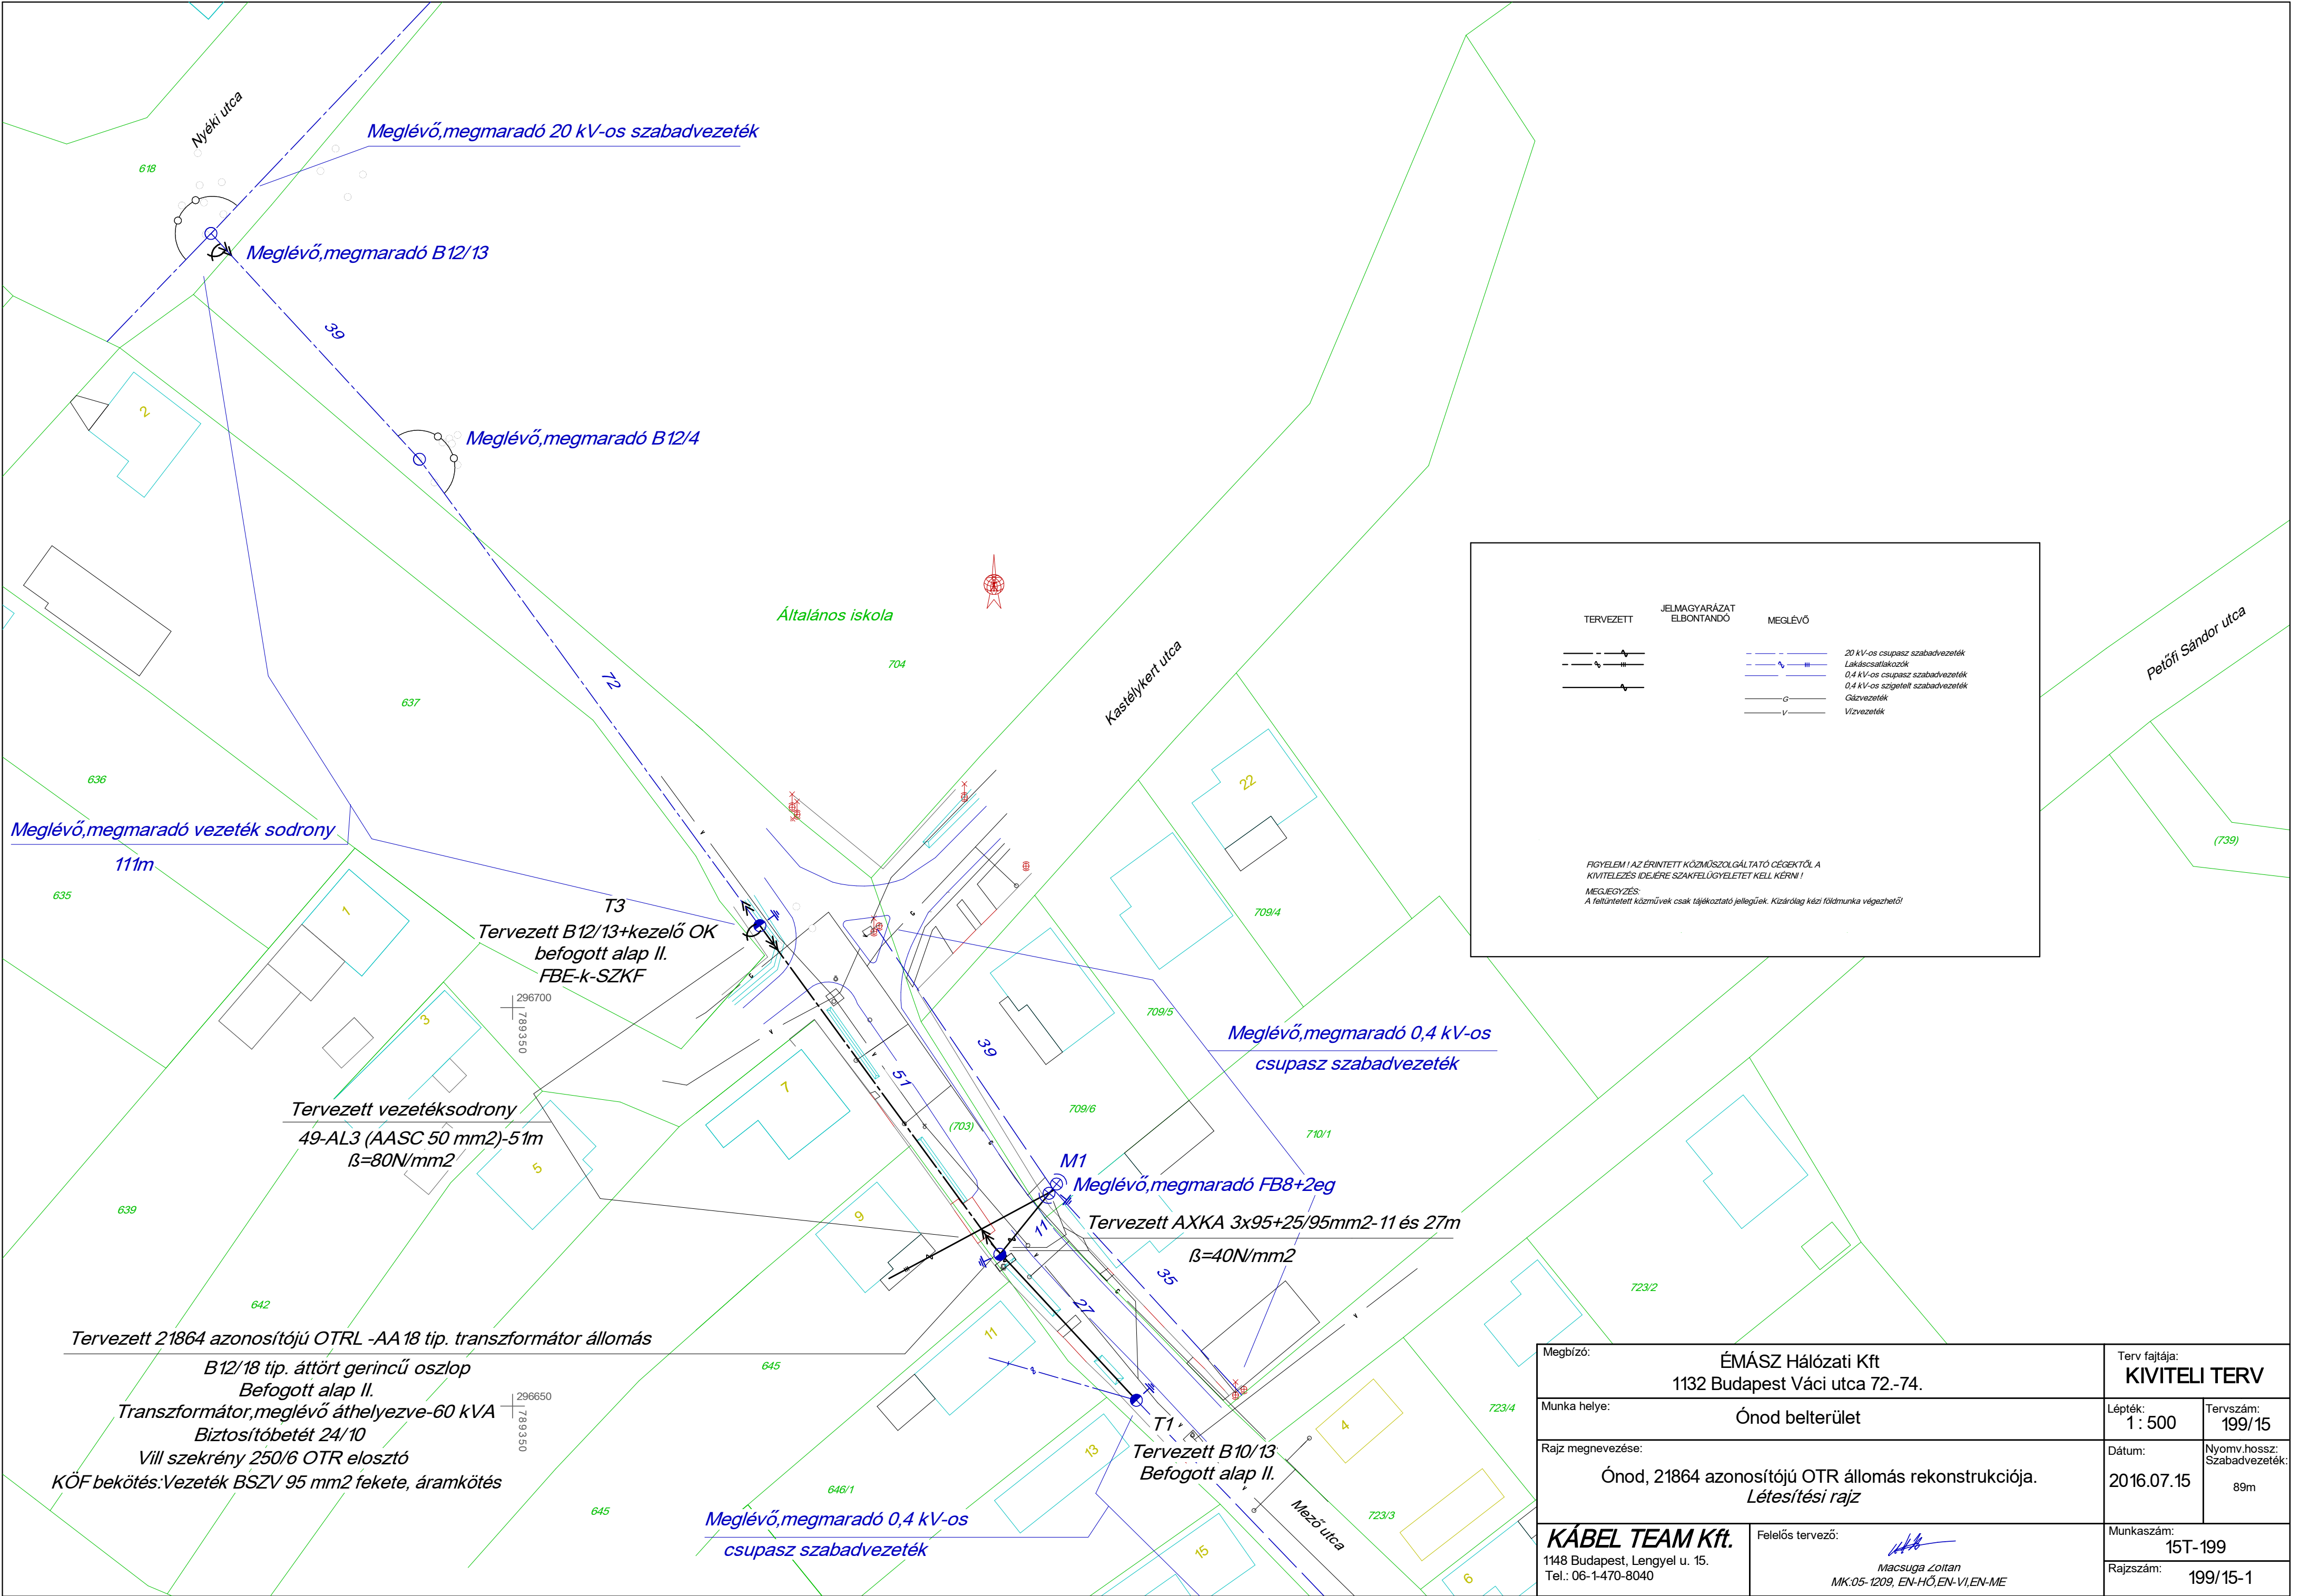 Nyéki utca
618
Meglévő,megmaradó 20 kV-os szabadvezeték
Meglévő,megmaradó B12/13
39
2
Meglévő,megmaradó B12/4
72
637
Általános iskola
704
Kastélykert utca
Petőfi Sándor utca
(739)
636
Meglévő,megmaradó vezeték sodrony
111m
635
1
22
709/4
T3
Tervezett B12/13+kezelő OK
befogott alap II.
FBE-k-SZKF
296700
789350
3
7
709/5
39
Meglévő,megmaradó 0,4 kV-os
csupasz szabadvezeték
51
709/6
(703)
710/1
Tervezett vezetéksodrony
49-AL3 (AASC 50 mm2)-51m
ß=80N/mm2
5
M1
Meglévő,megmaradó FB8+2eg
639
9
11
Tervezett AXKA 3x95+25/95mm2-11 és 27m
ß=40N/mm2
35
27
642
723/2
11
645
Tervezett 21864 azonosítójú OTRL -AA18 tip. transzformátor állomás
B12/18 tip. áttört gerincű oszlop
Befogott alap II.
Transzformátor,meglévő áthelyezve-60 kVA
Biztosítóbetét 24/10
Vill szekrény 250/6 OTR elosztó
KÖF bekötés:Vezeték BSZV 95 mm2 fekete, áramkötés
296650
789350
T1
Tervezett B10/13
Befogott alap II.
13
4
723/4
646/1
645
Meglévő,megmaradó 0,4 kV-os
csupasz szabadvezeték
15
Mező utca
723/3
6
JELMAGYARÁZAT
TERVEZETT ELBONTANDÓ MEGLÉVŐ
20 kV-os csupasz szabadvezeték
Lakáscsatlakozók
0,4 kV-os csupasz szabadvezeték
0,4 kV-os szigetelt szabadvezeték
G Gázvezeték
V Vízvezeték
FIGYELEM ! AZ ÉRINTETT KÖZMŰSZOLGÁLTATÓ CÉGEKTŐL A
KIVITELEZÉS IDEJÉRE SZAKFELÜGYELETET KELL KÉRNI !
MEGJEGYZÉS:
A feltüntetett közművek csak tájékoztató jellegűek. Kizárólag kézi földmunka végezhető!
Megbízó:
ÉMÁSZ Hálózati Kft
1132 Budapest Váci utca 72.-74.
Terv fajtája:
KIVITELI TERV
Munka helye:
Ónod belterület
Lépték:
1 : 500
Tervszám:
199/15
Rajz megnevezése:
Ónod, 21864 azonosítójú OTR állomás rekonstrukciója.
Létesítési rajz
Dátum:
2016.07.15
Nyomv.hossz:
Szabadvezeték:
89m
KÁBEL TEAM Kft.
1148 Budapest, Lengyel u. 15.
Tel.: 06-1-470-8040
Felelős tervező:
Macsuga Zoltán
MK:05-1209, EN-HŐ,EN-VI,EN-ME
Munkaszám:
15T-199
Rajzszám:
199/15-1